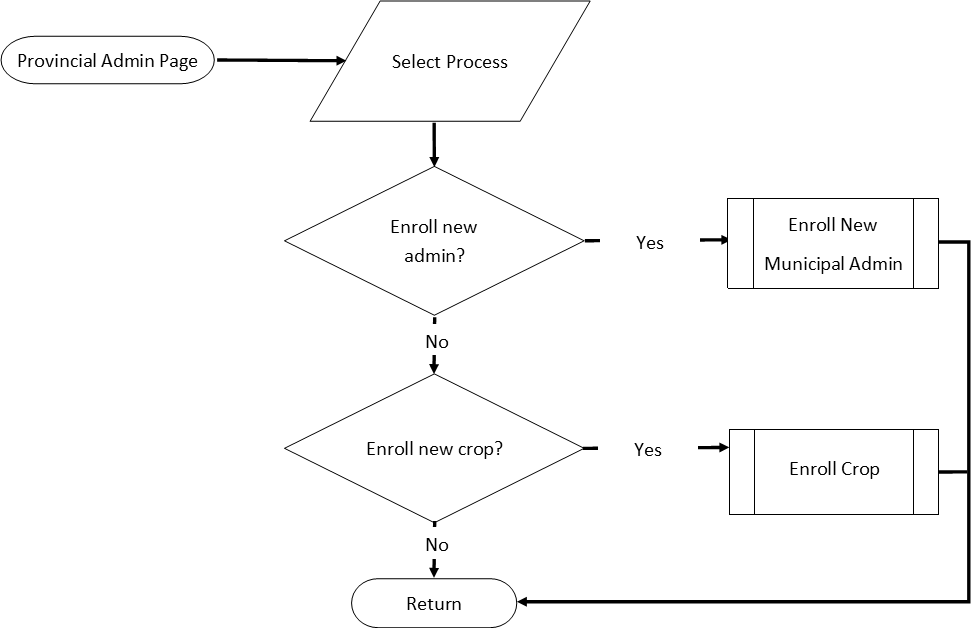 Provincial Admin Page
Select Process
Enroll new
admin?
Yes
Enroll New
Municipal Admin
No
Enroll new crop?
Yes
Enroll Crop
No
Return